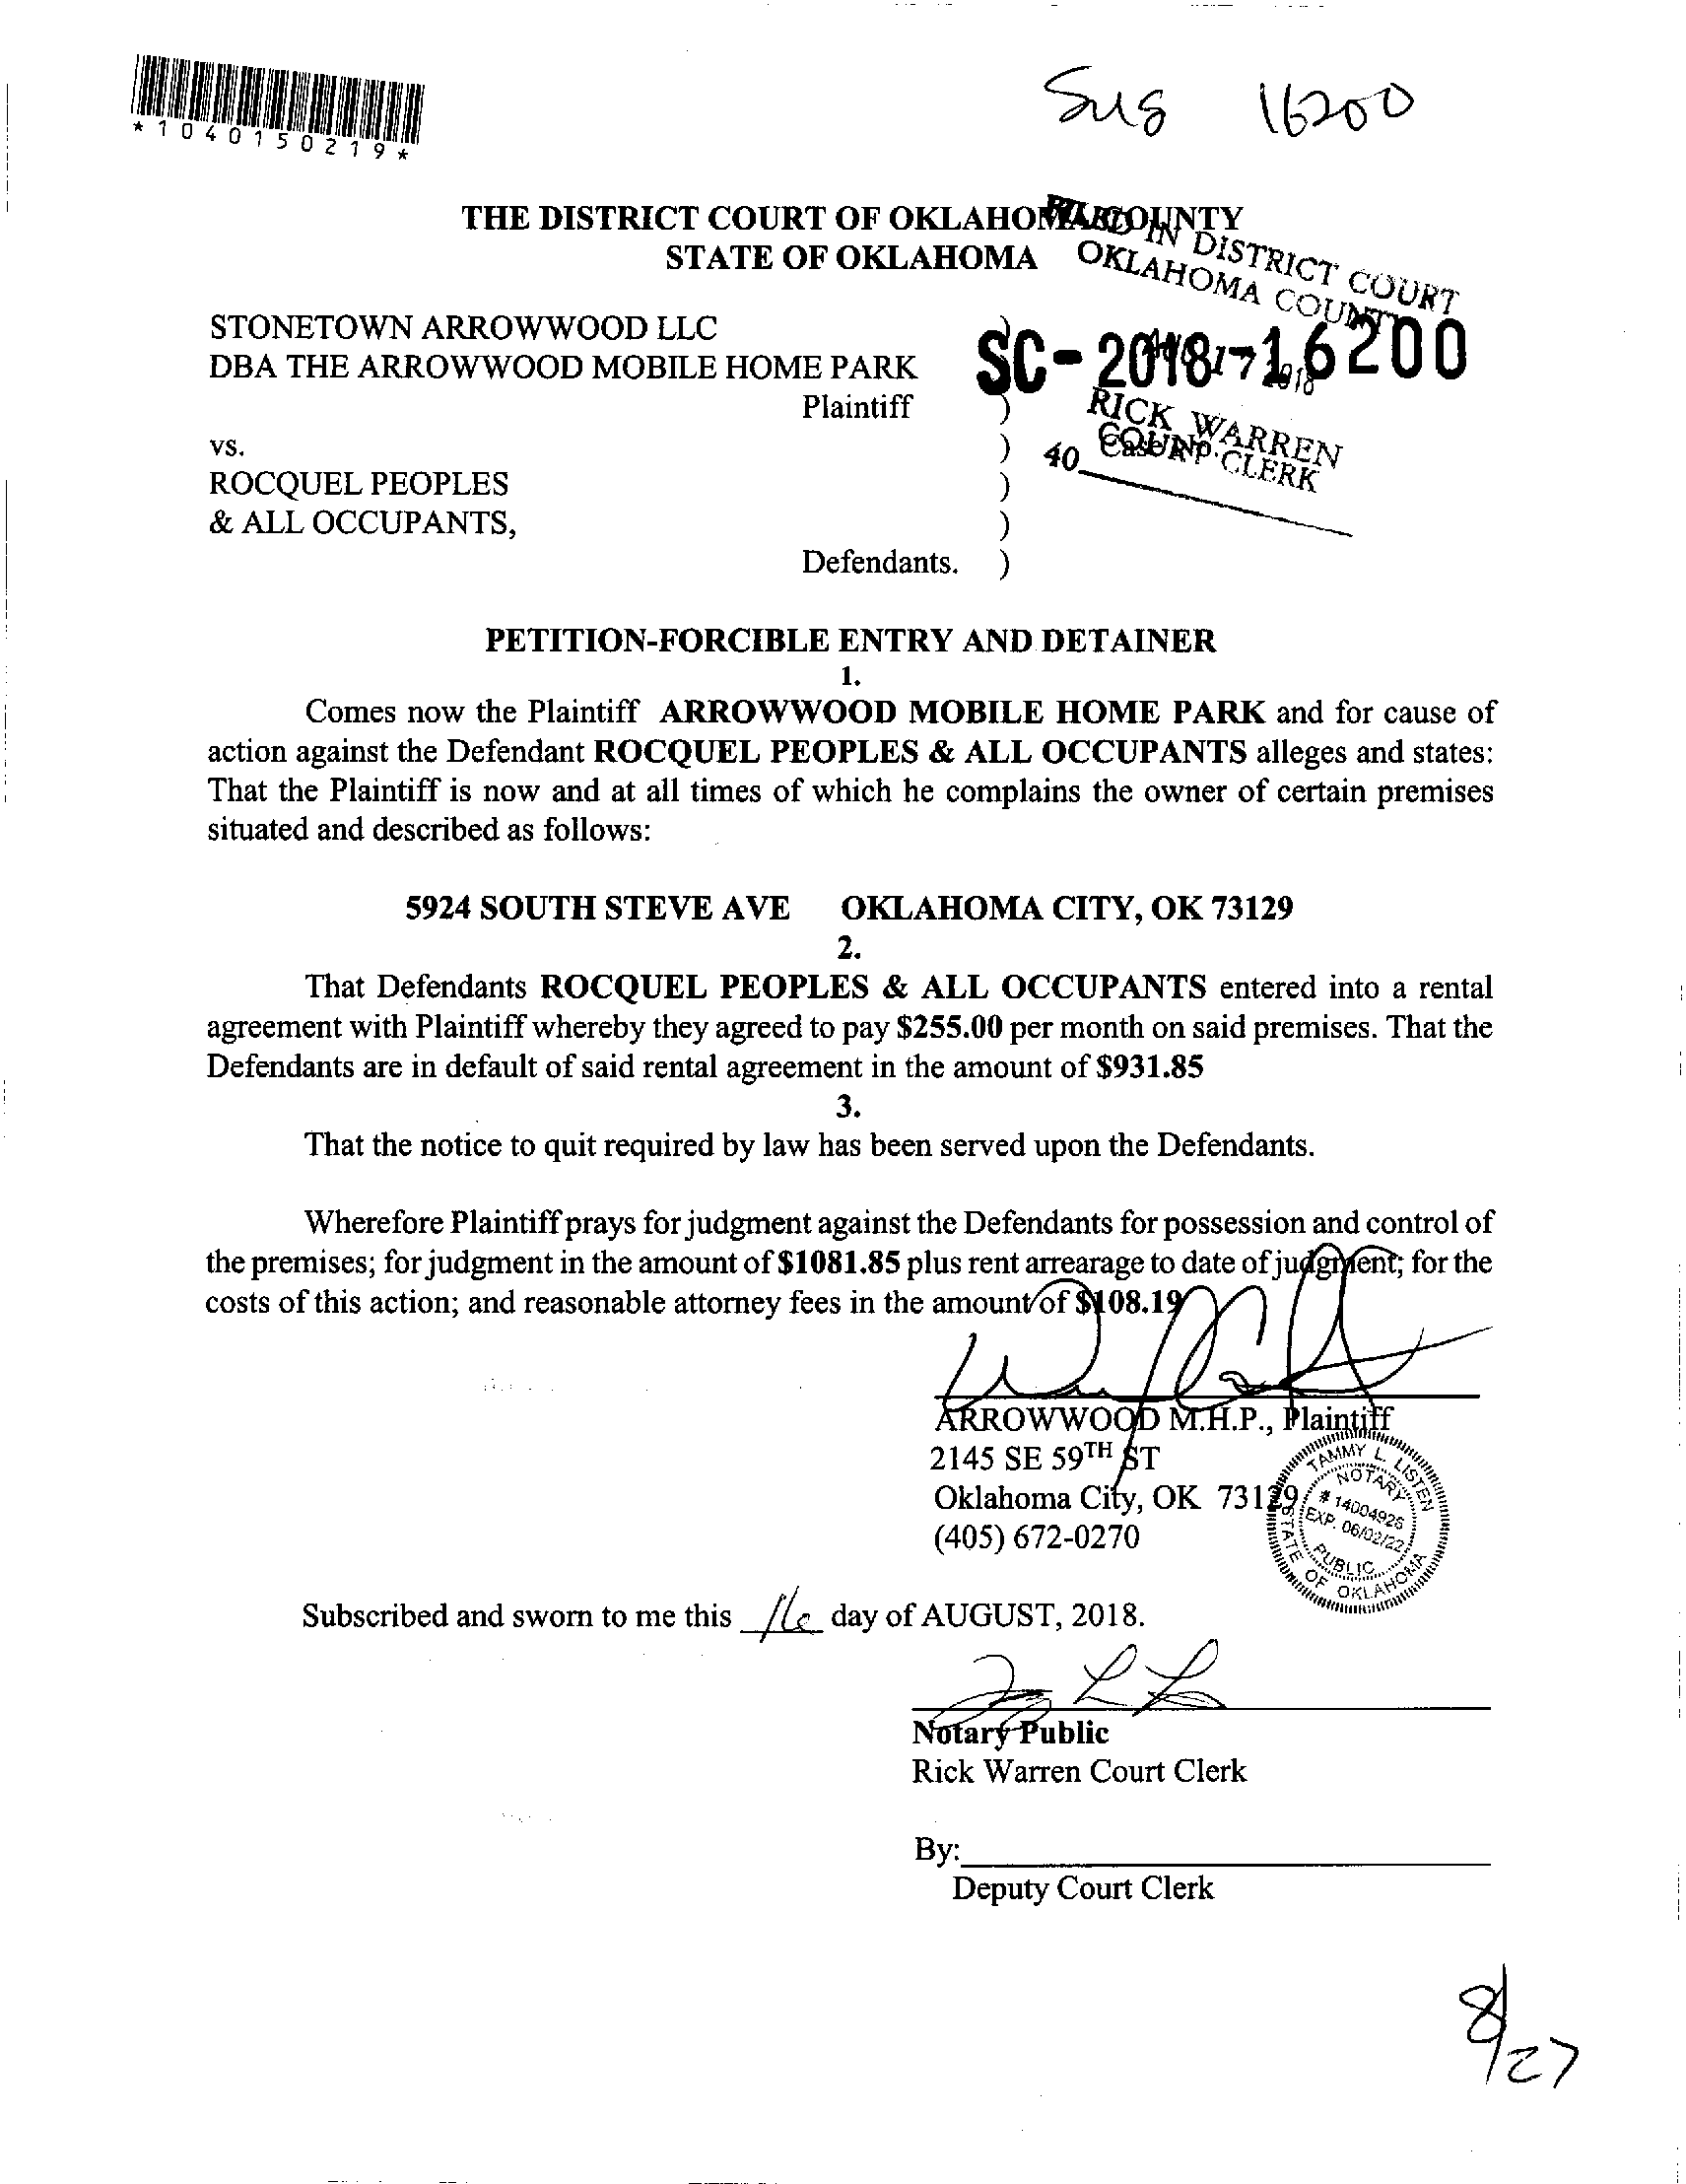 *1040150219*
Sus 16200
THE DISTRICT COURT OF OKLAHOMA COUNTY
STATE OF OKLAHOMA
FILED IN DISTRICT COURT
OKLAHOMA COUNTY
STONETOWN ARROWWOOD LLC )
DBA THE ARROWWOOD MOBILE HOME PARK
SC-2018-16200
17 2018
Plaintiff )
RICK WARREN
COURT CLERK
vs. )
Case No.
40
ROCQUEL PEOPLES )
& ALL OCCUPANTS, )
Defendants. )
PETITION-FORCIBLE ENTRY AND DETAINER
1.
Comes now the Plaintiff ARROWWOOD MOBILE HOME PARK and for cause of
action against the Defendant ROCQUEL PEOPLES & ALL OCCUPANTS alleges and states:
That the Plaintiff is now and at all times of which he complains the owner of certain premises
situated and described as follows:
5924 SOUTH STEVE AVE OKLAHOMA CITY, OK 73129
2.
That Defendants ROCQUEL PEOPLES & ALL OCCUPANTS entered into a rental
agreement with Plaintiff whereby they agreed to pay $255.00 per month on said premises. That the
Defendants are in default of said rental agreement in the amount of $931.85
3.
That the notice to quit required by law has been served upon the Defendants.
Wherefore Plaintiff prays for judgment against the Defendants for possession and control of
the premises; for judgment in the amount of $1081.85 plus rent arrearage to date of judgment; for the
costs of this action; and reasonable attorney fees in the amount of $108.19
ARROWWOOD M.H.P., Plaintiff
2145 SE 59TH ST
Oklahoma City, OK 73129
(405) 672-0270
TAMMY L. LISTEN
NOTARY
# 14004926
EXP. 06/02/22
PUBLIC
STATE OF OKLAHOMA
Subscribed and sworn to me this 16 day of AUGUST, 2018.
Notary Public
Rick Warren Court Clerk
By:
Deputy Court Clerk
8/27